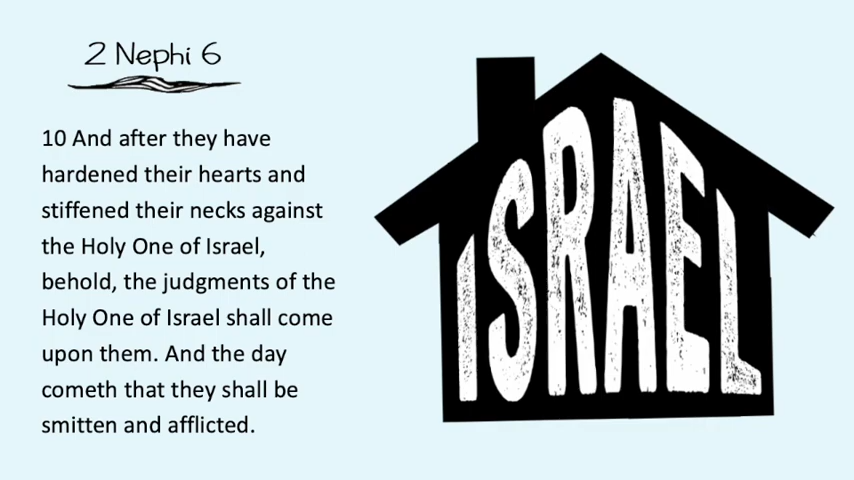 2 Nephi 6
10 And after they have
hardened their hearts and
stiffened their necks against
the Holy One of Israel,
behold, the judgments of the
Holy One of Israel shall come
upon them. And the day
cometh that they shall be
smitten and afflicted.
ISRAEL